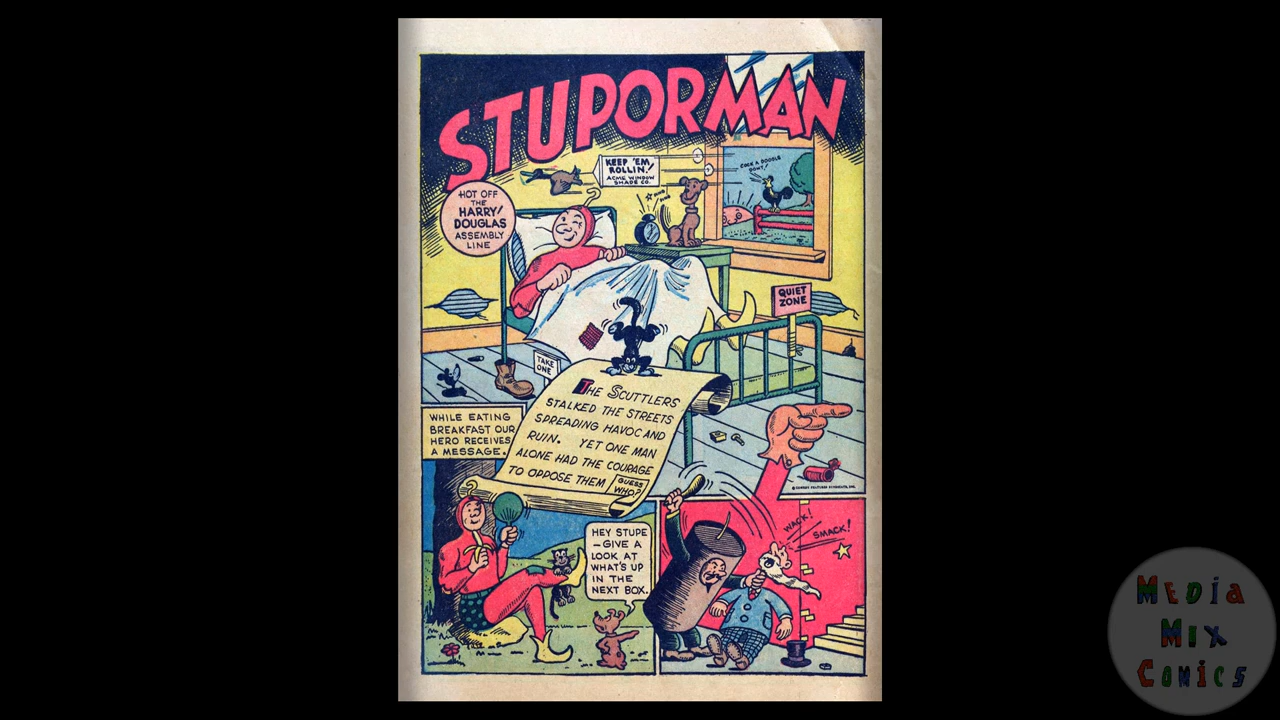 STUPORMAN
HOT OFF
THE
HARRY/
DOUGLAS
ASSEMBLY
LINE
KEEP 'EM
ROLLIN!
ACME WINDOW
SHADE CO.
COCK A DOODLE
DON'T!
QUIET
ZONE
TAKE
ONE
THE SCUTTLERS
STALKED THE STREETS
SPREADING HAVOC AND
RUIN. YET ONE MAN
ALONE HAD THE COURAGE
TO OPPOSE THEM
GUESS
WHO?
WHILE EATING
BREAKFAST OUR
HERO RECEIVES
A MESSAGE.
HEY STUPE
—GIVE A
LOOK AT
WHAT'S UP
IN THE
NEXT BOX.
WACK!
SMACK!
MEDiA
MiX
COMiCS